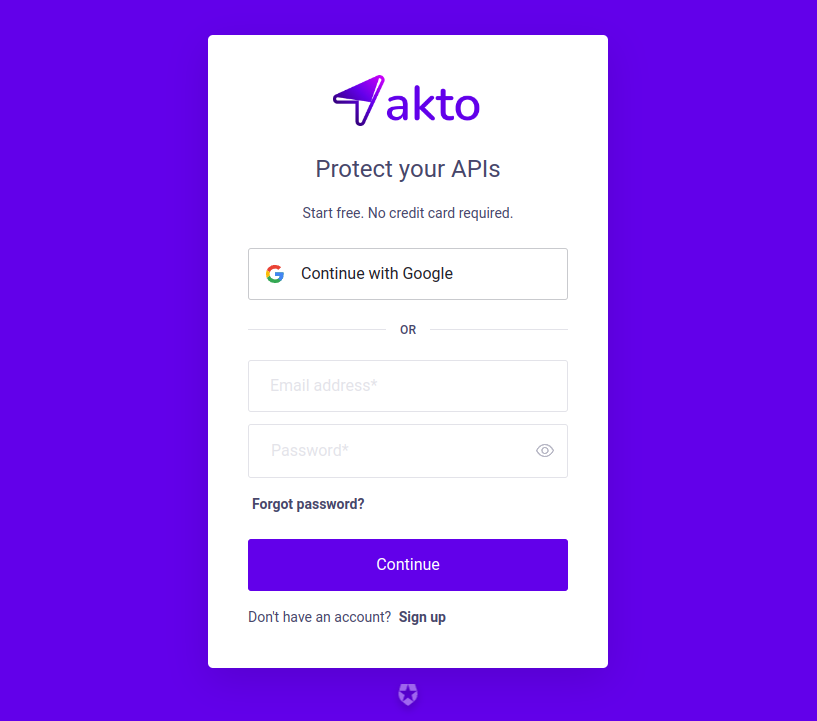 akto
Protect your APIs
Start free. No credit card required.
Continue with Google
OR
Email address*
Password*
Forgot password?
Continue
Don't have an account? Sign up